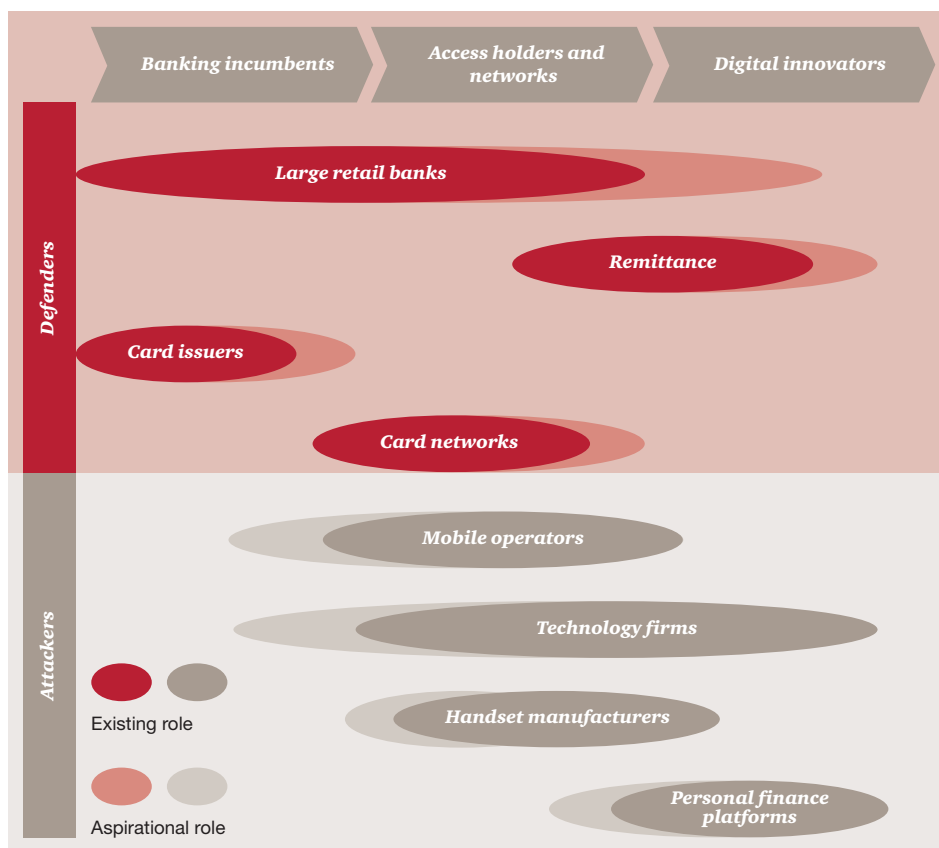 Banking incumbents
Access holders and
networks
Digital innovators
Defenders
Large retail banks
Remittance
Card issuers
Card networks
Attackers
Mobile operators
Technology firms
Handset manufacturers
Personal finance
platforms
Existing role
Aspirational role